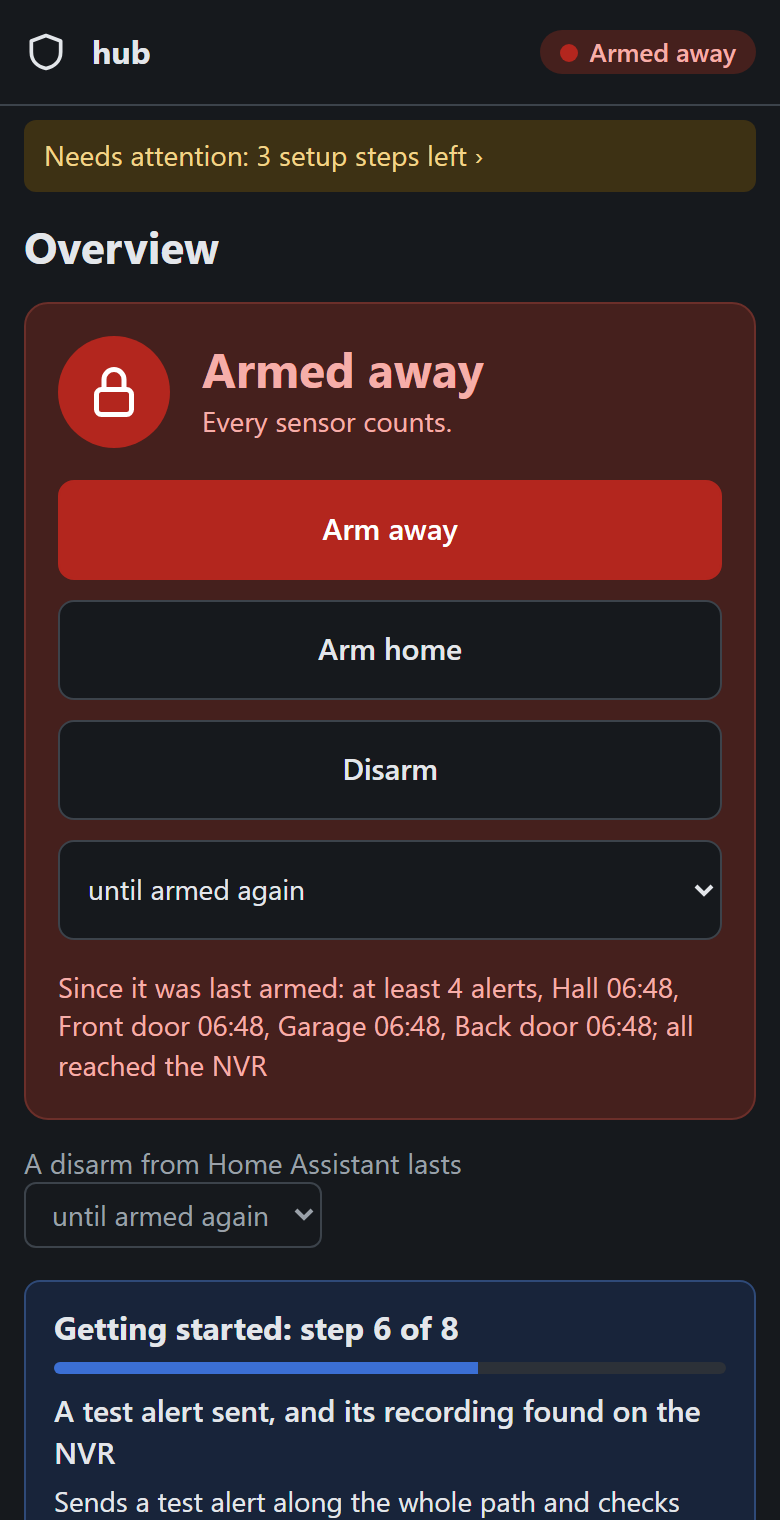 hub
Armed away
Needs attention: 3 setup steps left ›
Overview
Armed away
Every sensor counts.
Arm away
Arm home
Disarm
until armed again
Since it was last armed: at least 4 alerts, Hall 06:48,
Front door 06:48, Garage 06:48, Back door 06:48; all
reached the NVR
A disarm from Home Assistant lasts
until armed again
Getting started: step 6 of 8
A test alert sent, and its recording found on the
NVR
Sends a test alert along the whole path and checks